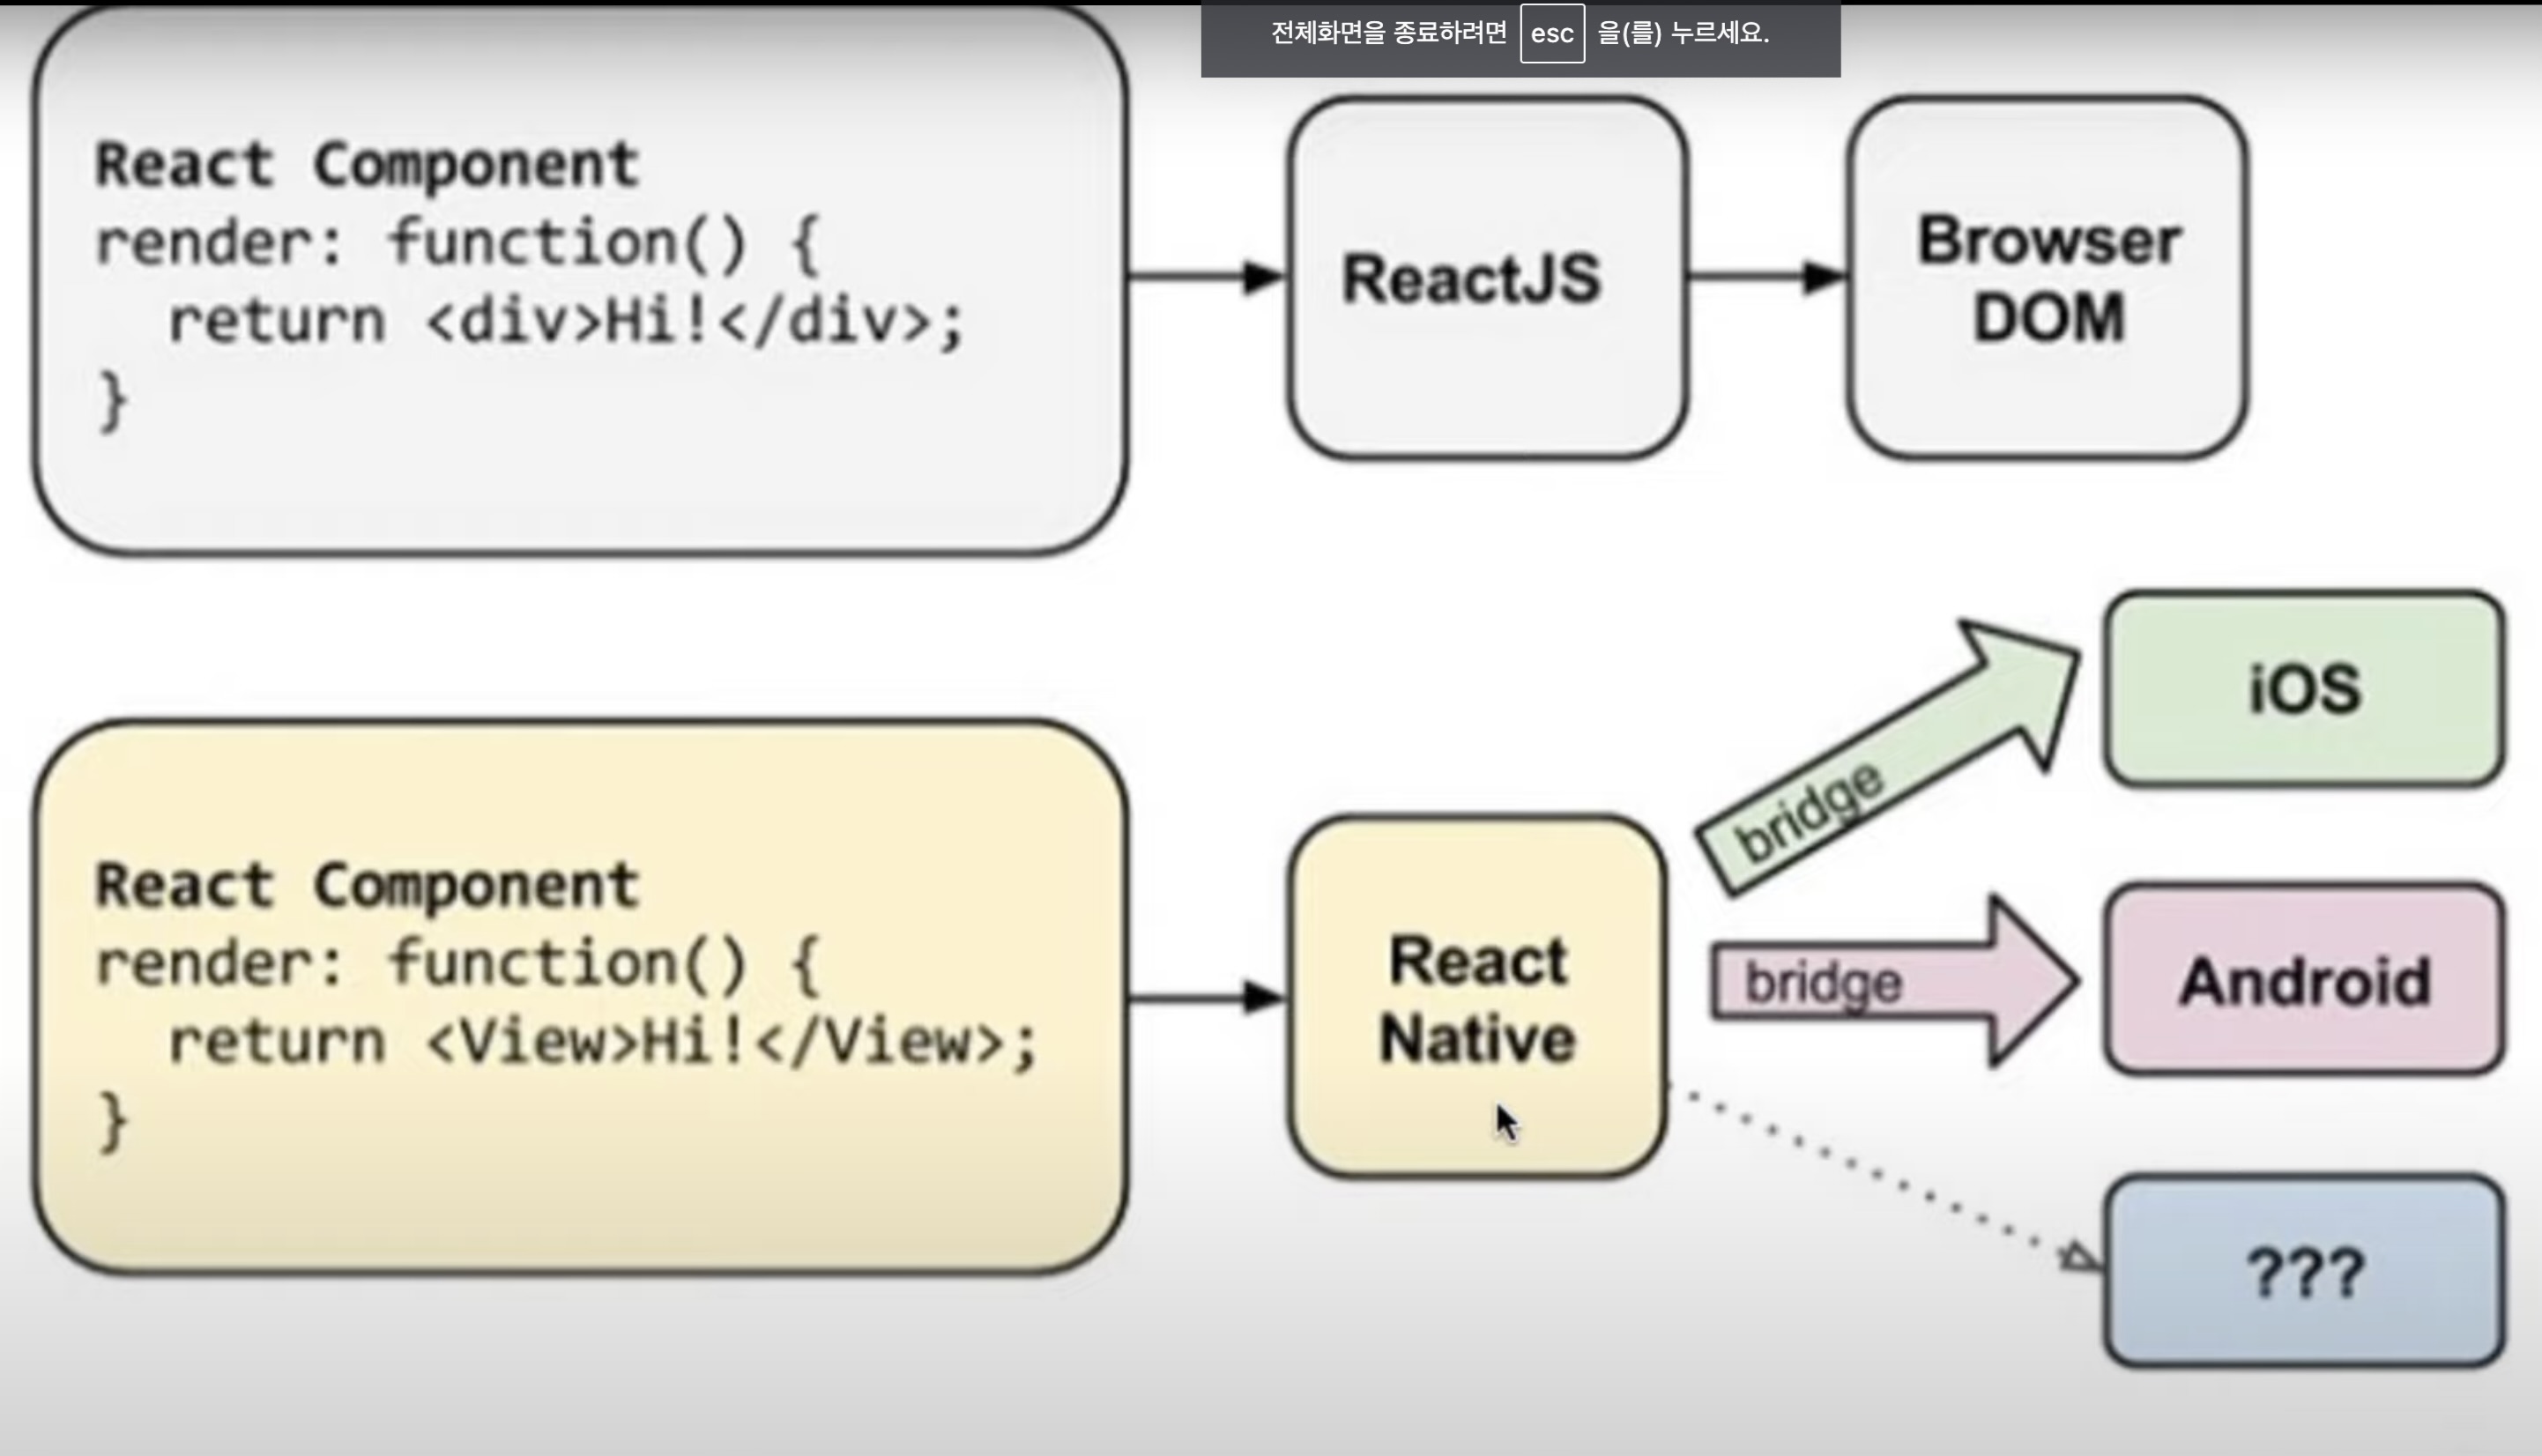 전체화면을 종료하려면 esc 을(를) 누르세요.
React Component
render: function() {
return <div>Hi!</div>;
}
ReactJS
Browser
DOM
React Component
render: function() {
return <View>Hi!</View>;
}
React
Native
bridge
iOS
bridge
Android
???